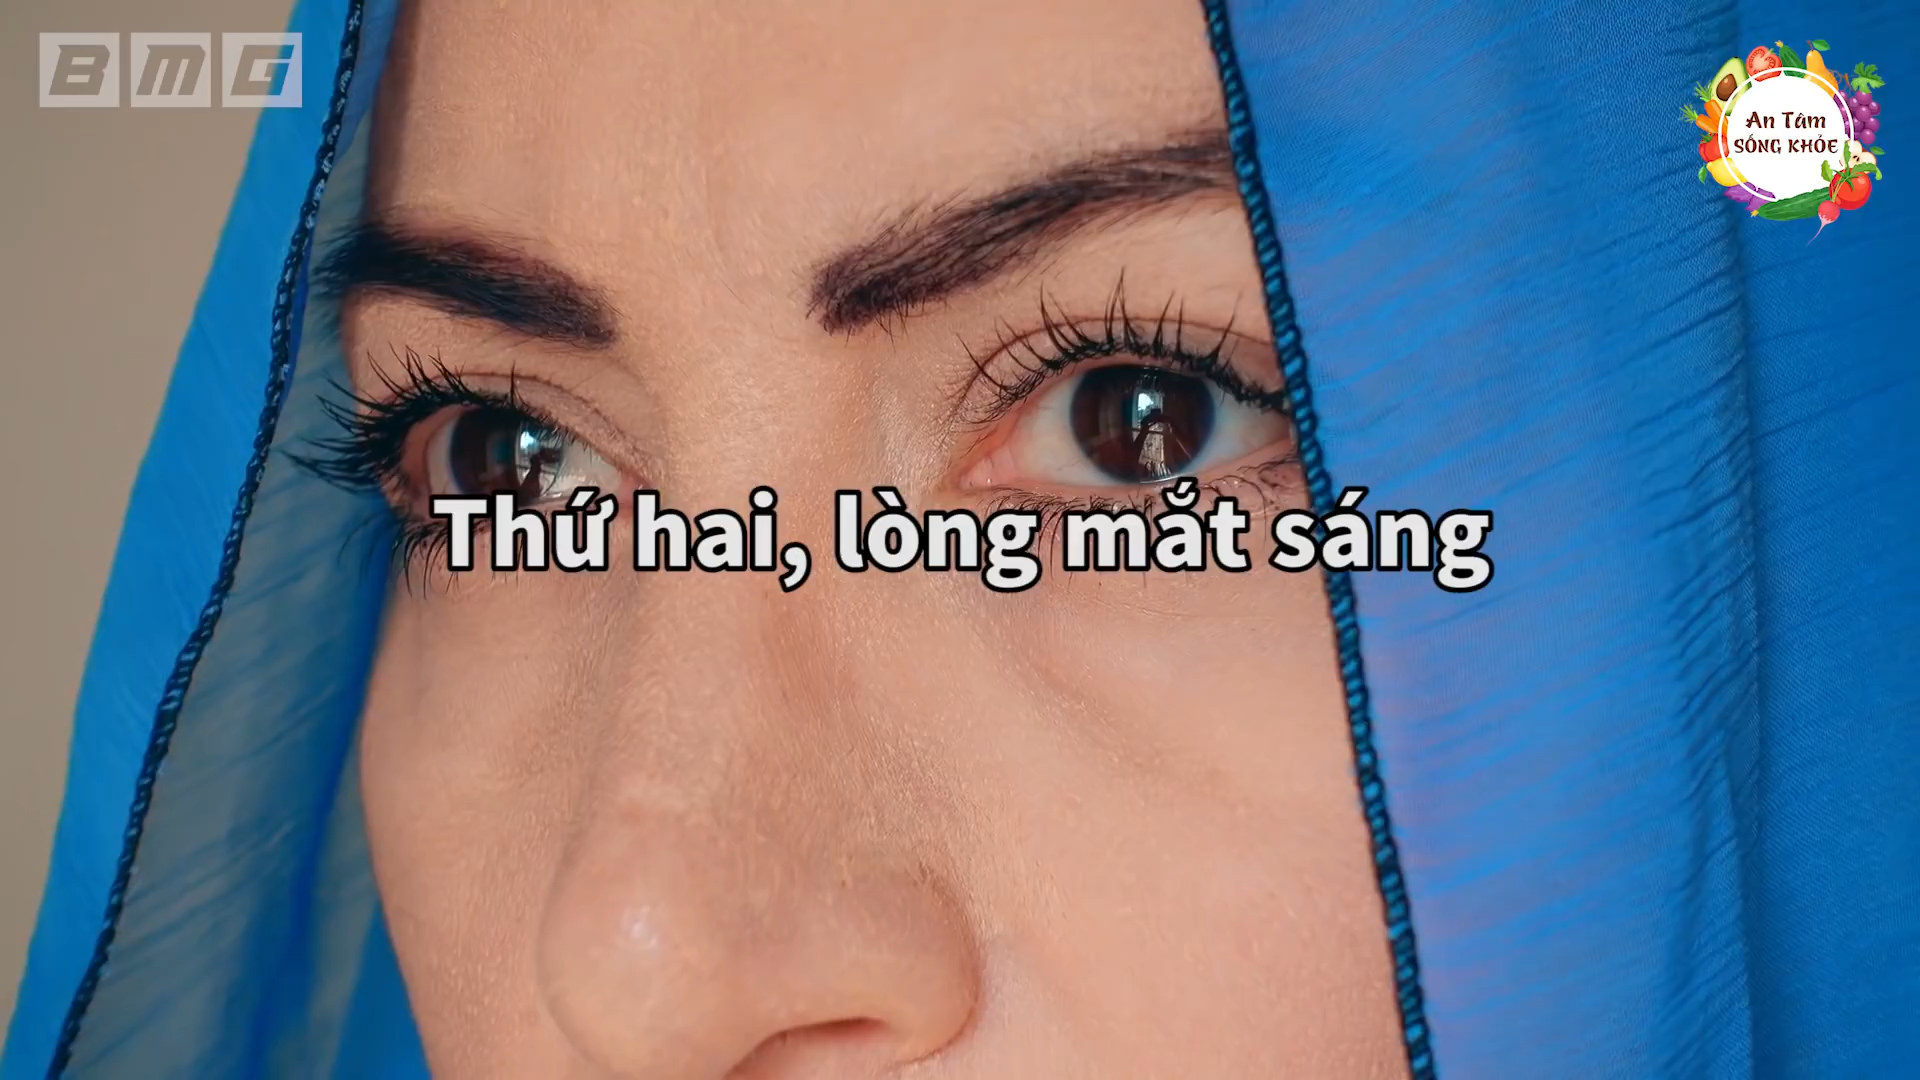 BMG
An Tâm
SỐNG KHỎE
Thứ hai, lòng mắt sáng